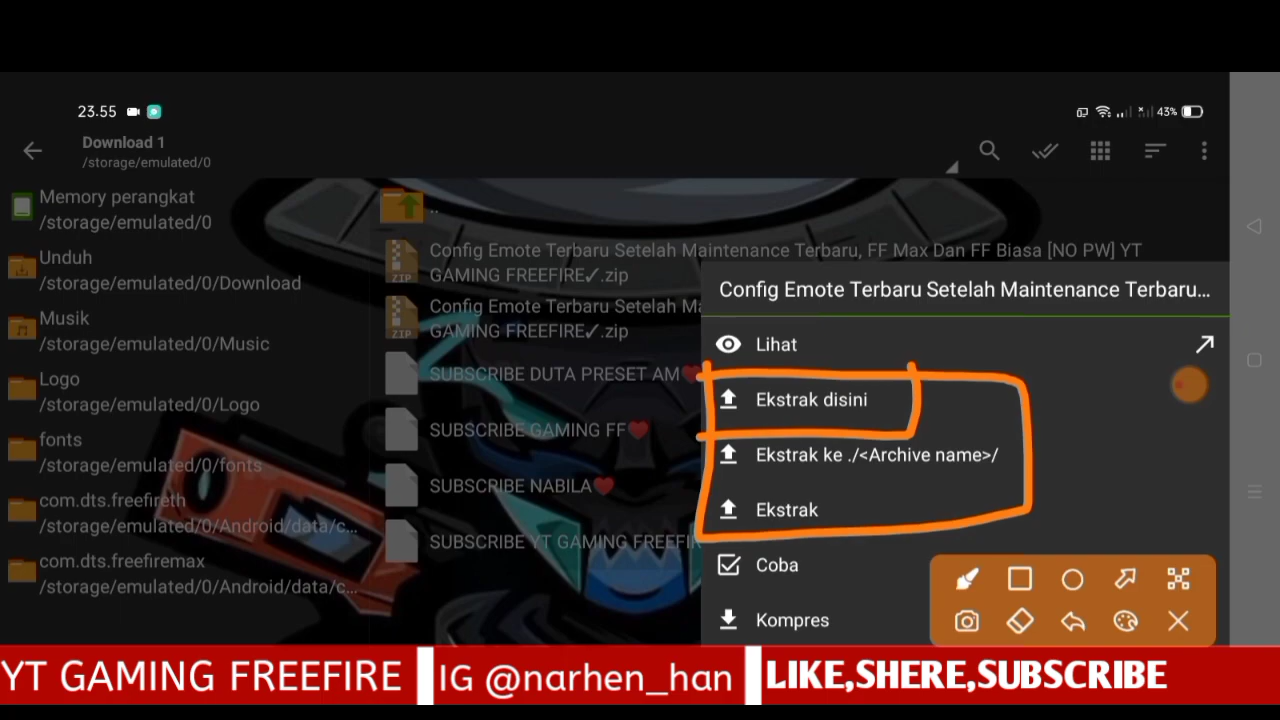 23.55
43%
Download 1
/storage/emulated/0
Memory perangkat
/storage/emulated/0
Unduh
/storage/emulated/0/Download
Musik
/storage/emulated/0/Music
Logo
/storage/emulated/0/Logo
fonts
/storage/emulated/0/fonts
com.dts.freefireth
/storage/emulated/0/Android/data/c...
com.dts.freefiremax
/storage/emulated/0/Android/data/c...
..
Config Emote Terbaru Setelah Maintenance Terbaru, FF Max Dan FF Biasa [NO PW] YT
GAMING FREEFIRE✓.zip
Config Emote Terbaru Setelah Ma
GAMING FREEFIRE✓.zip
SUBSCRIBE DUTA PRESET AM❤️
SUBSCRIBE GAMING FF❤️
SUBSCRIBE NABILA❤️
SUBSCRIBE YT GAMING FREEFIR
ZIP
ZIP
Config Emote Terbaru Setelah Maintenance Terbaru...
Lihat
Ekstrak disini
Ekstrak ke ./<Archive name>/
Ekstrak
Coba
Kompres
YT GAMING FREEFIRE
IG @narhen_han
LIKE,SHERE,SUBSCRIBE